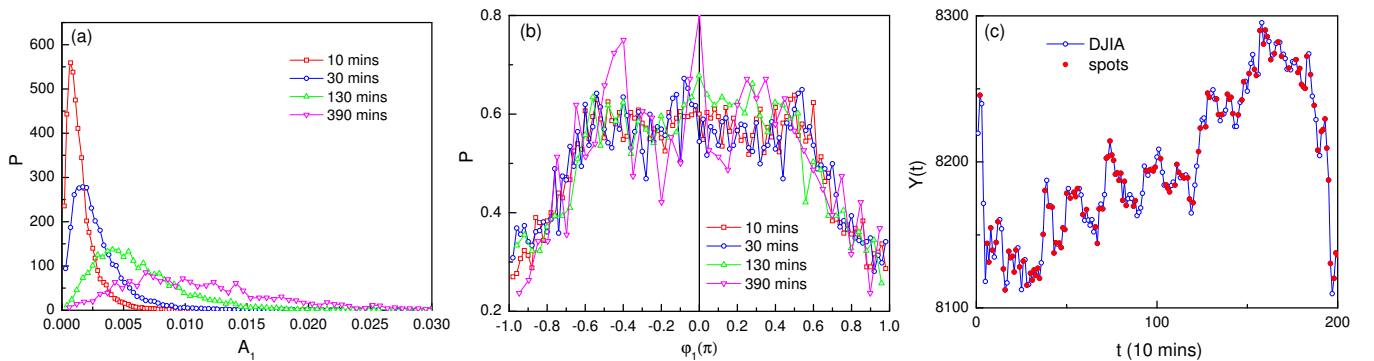 (a)
P
600
500
400
300
200
100
0
10 mins
30 mins
130 mins
390 mins
0.000 0.005 0.010 0.015 0.020 0.025 0.030
A1
(b)
P
0.8
0.6
0.4
0.2
10 mins
30 mins
130 mins
390 mins
-1.0 -0.8 -0.6 -0.4 -0.2 0.0 0.2 0.4 0.6 0.8 1.0
φ1(π)
(c)
Y(t)
8300
8200
8100
DJIA
spots
0 100 200
t (10 mins)